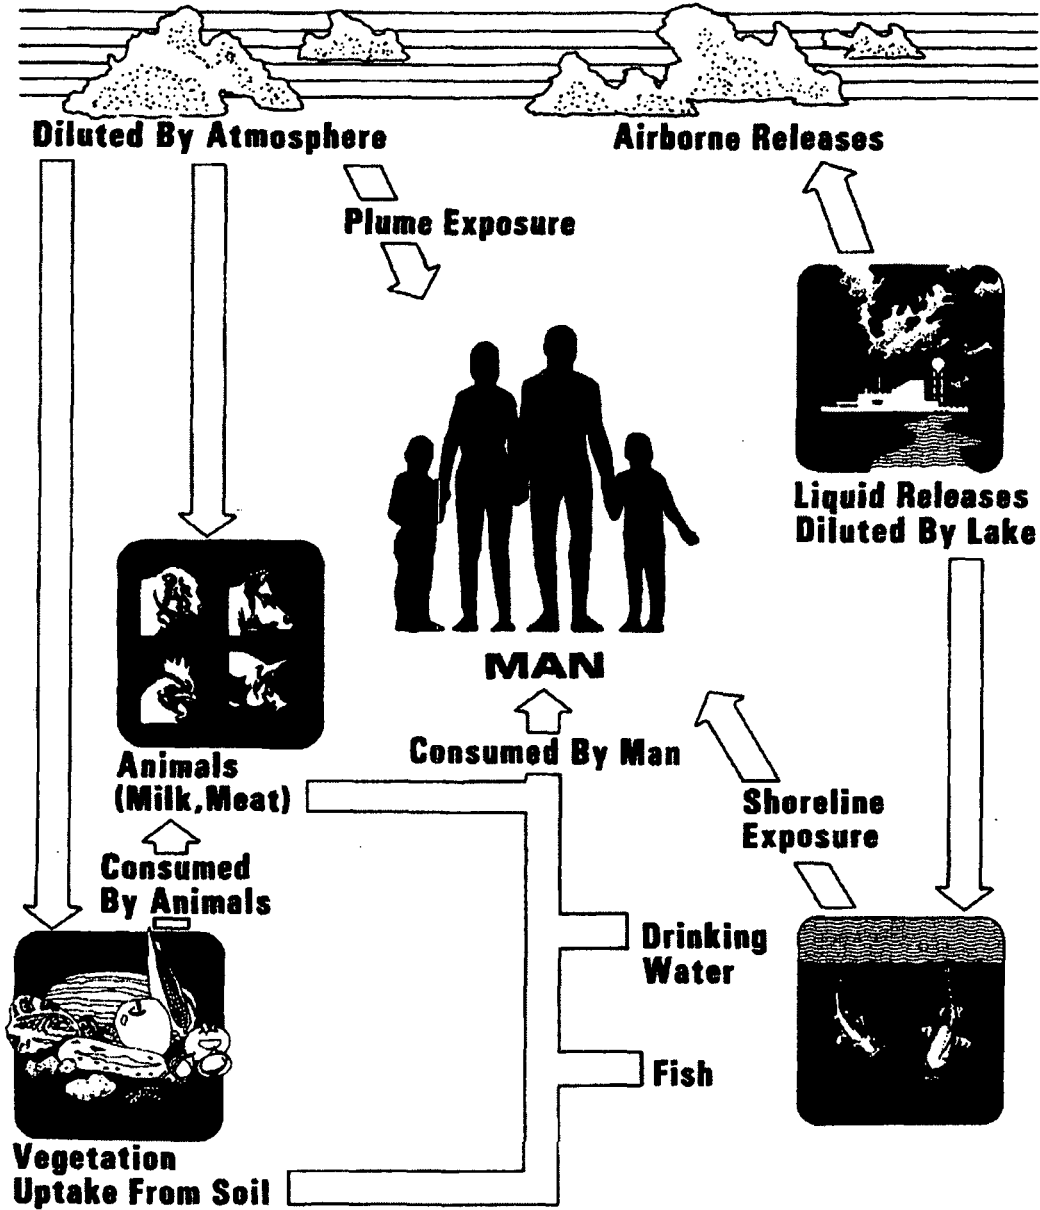 Diluted By Atmosphere
Airborne Releases
Plume Exposure
Liquid Releases
Diluted By Lake
MAN
Consumed By Man
Animals
(Milk,Meat)
Shoreline
Exposure
Consumed
By Animals
Drinking
Water
Fish
Vegetation
Uptake From Soil